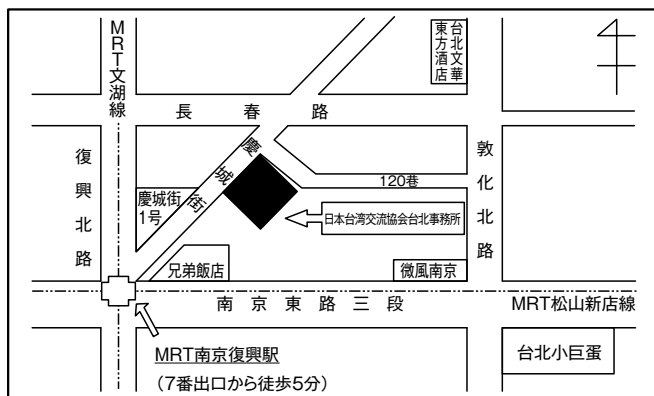 MRT文湖線
台北文華
東方酒店
長春路
復興北路
慶城街
敦化北路
120巷
慶城街
1号
日本台湾交流協会台北事務所
兄弟飯店
微風南京
南京東路三段
MRT松山新店線
MRT南京復興駅
(7番出口から徒歩5分)
台北小巨蛋